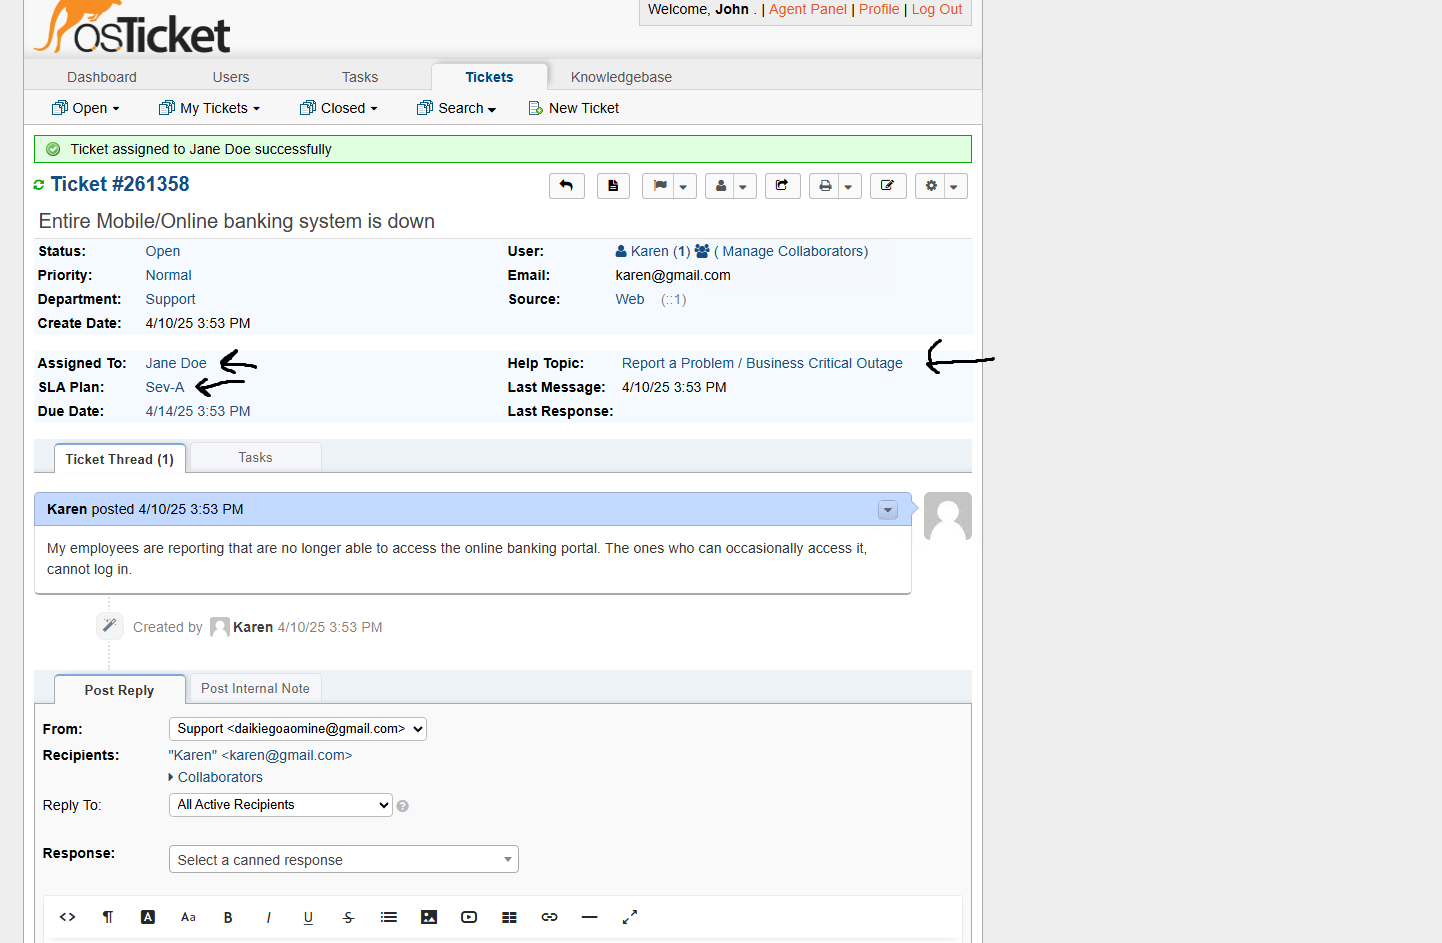 osTicket
Welcome, John . | Agent Panel | Profile | Log Out
Dashboard Users Tasks Tickets Knowledgebase
Open My Tickets Closed Search New Ticket
Ticket assigned to Jane Doe successfully
Ticket #261358
Entire Mobile/Online banking system is down
Status: Open User: Karen (1) ( Manage Collaborators)
Priority: Normal Email: karen@gmail.com
Department: Support Source: Web (::1)
Create Date: 4/10/25 3:53 PM
Assigned To: Jane Doe Help Topic: Report a Problem / Business Critical Outage
SLA Plan: Sev-A Last Message: 4/10/25 3:53 PM
Due Date: 4/14/25 3:53 PM Last Response:
Ticket Thread (1) Tasks
Karen posted 4/10/25 3:53 PM
My employees are reporting that are no longer able to access the online banking portal. The ones who can occasionally access it,
cannot log in.
Created by Karen 4/10/25 3:53 PM
Post Reply Post Internal Note
From: Support <daikiegoaomine@gmail.com>
Recipients: "Karen" <karen@gmail.com>
Collaborators
Reply To: All Active Recipients ?
Response: Select a canned response
<> ¶ A Aa B I U S